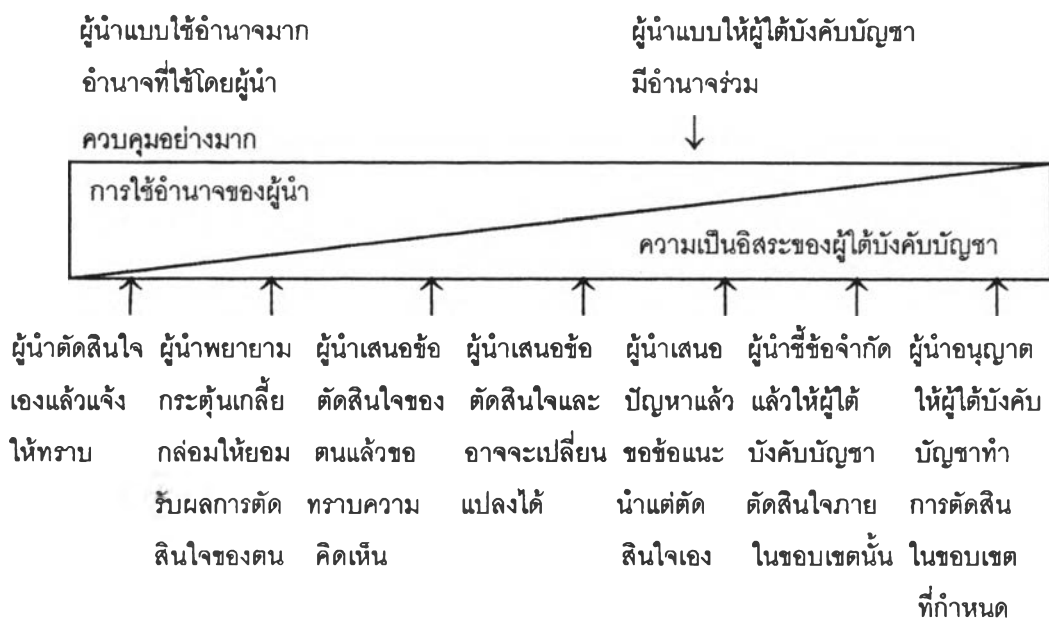 ผู้นำแบบใช้อำนาจมาก
อำนาจที่ใช้โดยผู้นำ
ควบคุมอย่างมาก
ผู้นำแบบให้ผู้ใต้บังคับบัญชา
มีอำนาจร่วม
การใช้อำนาจของผู้นำ
ความเป็นอิสระของผู้ใต้บังคับบัญชา
ผู้นำตัดสินใจ
เองแล้วแจ้ง
ให้ทราบ
ผู้นำพยายาม
กระตุ้นเกลี้ย
กล่อมให้ยอม
รับผลการตัด
สินใจของตน
ผู้นำเสนอข้อ
ตัดสินใจของ
ตนแล้วขอ
ทราบความ
คิดเห็น
ผู้นำเสนอข้อ
ตัดสินใจและ
อาจจะเปลี่ยน
แปลงได้
ผู้นำเสนอ
ปัญหาแล้ว
ขอข้อแนะ
นำแต่ตัด
สินใจเอง
ผู้นำชี้ข้อจำกัด
แล้วให้ผู้ใต้
บังคับบัญชา
ตัดสินใจภาย
ในขอบเขตนั้น
ผู้นำอนุญาต
ให้ผู้ใต้บังคับ
บัญชาทำ
การตัดสิน
ในขอบเขต
ที่กำหนด